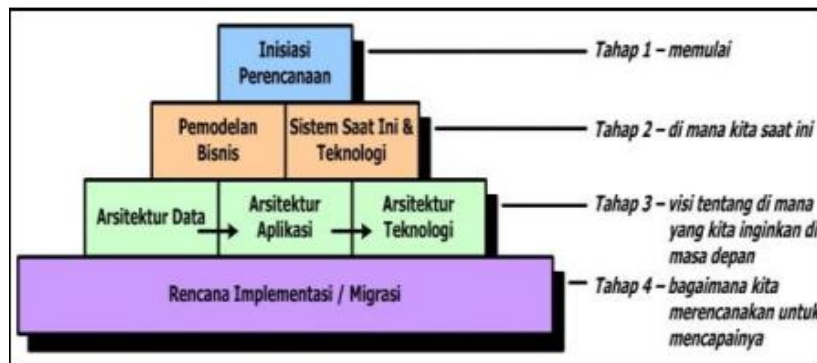 Inisiasi
Perencanaan
Tahap 1 – memulai
Pemodelan
Bisnis
Sistem Saat Ini &
Teknologi
Tahap 2 – di mana kita saat ini
Arsitektur Data
Arsitektur
Aplikasi
Arsitektur
Teknologi
Tahap 3 – visi tentang di mana
yang kita inginkan di
masa depan
Rencana Implementasi / Migrasi
Tahap 4 – bagaimana kita
merencanakan untuk
mencapainya